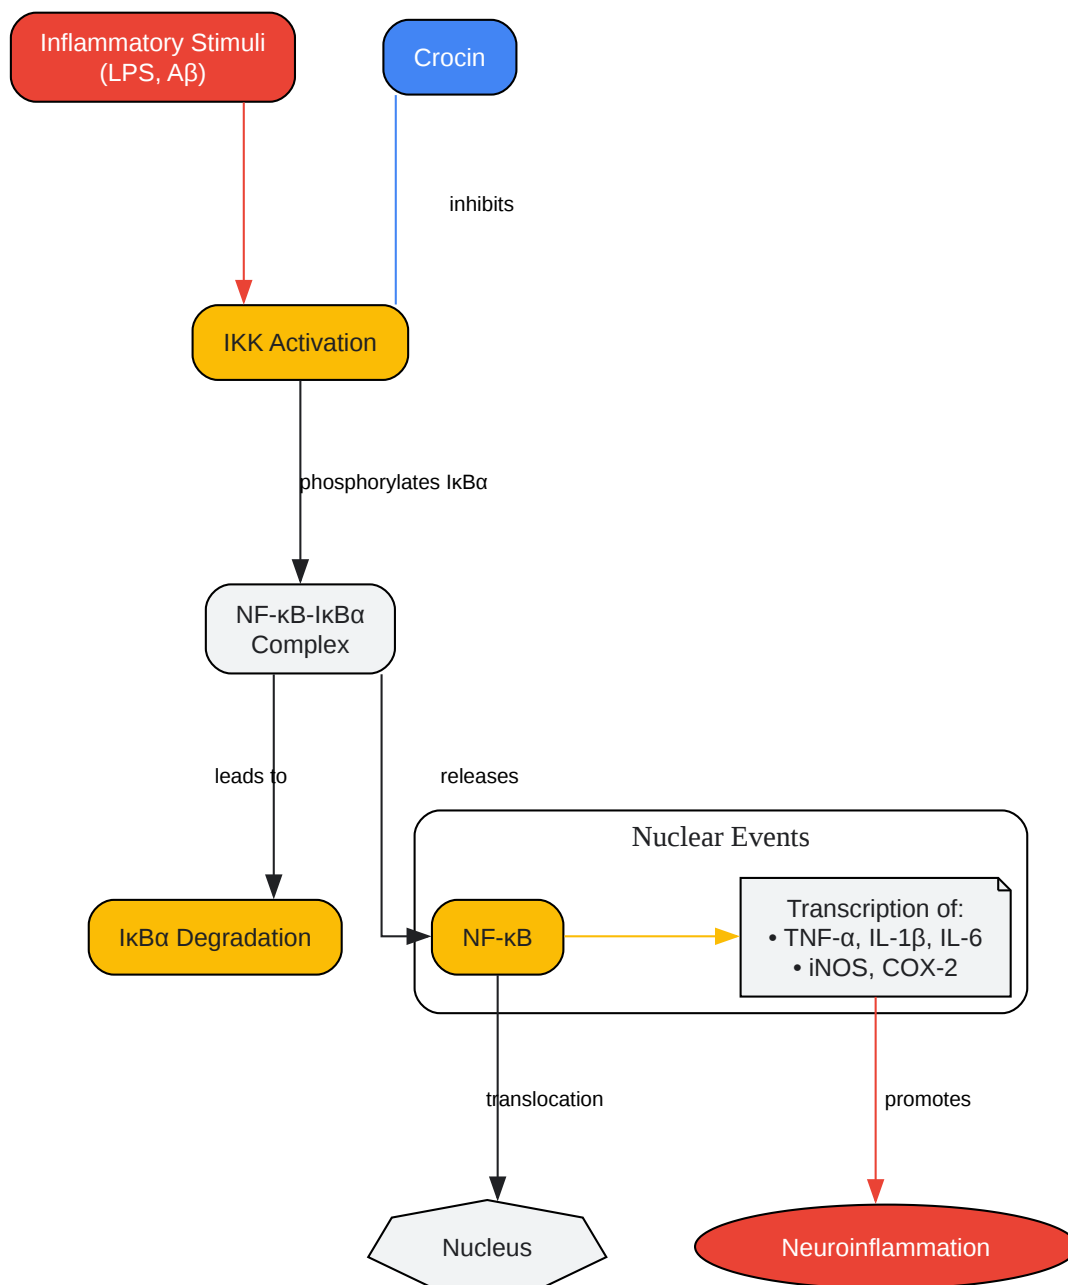 Inflammatory Stimuli
(LPS, Aβ)
Crocin
inhibits
IKK Activation
phosphorylates IκBα
NF-κB-IκBα
Complex
leads to
releases
Nuclear Events
IκBα Degradation
NF-κB
Transcription of:
• TNF-α, IL-1β, IL-6
• iNOS, COX-2
translocation
promotes
Nucleus
Neuroinflammation